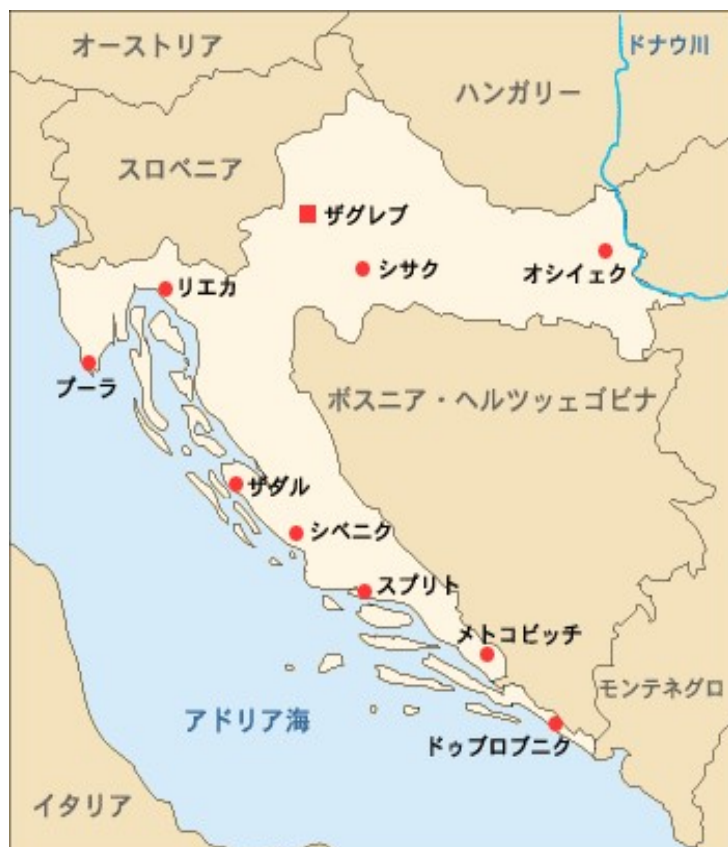 オーストリア
ドナウ川
ハンガリー
スロベニア
ザグレブ
オシイェク
シサク
リエカ
プーラ
ボスニア・ヘルツッェゴビナ
ザダル
シベニク
スプリト
メトコビッチ
モンテネグロ
アドリア海
ドゥブロブニク
イタリア